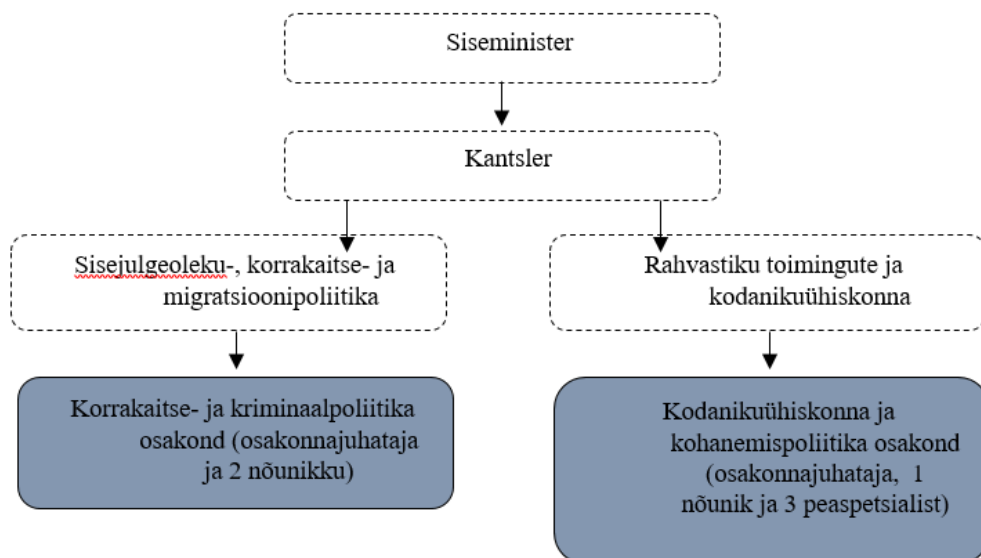 Siseminister
Kantsler
Sisejulgeoleku-, korrakaitse- ja
migratsioonipoliitika
Rahvastiku toimingute ja
kodanikuühiskonna
Korrakaitse- ja kriminaalpoliitika
osakond (osakonnajuhataja
ja 2 nõunikku)
Kodanikuühiskonna ja
kohanemispoliitika osakond
(osakonnajuhataja, 1
nõunik ja 3 peaspetsialist)